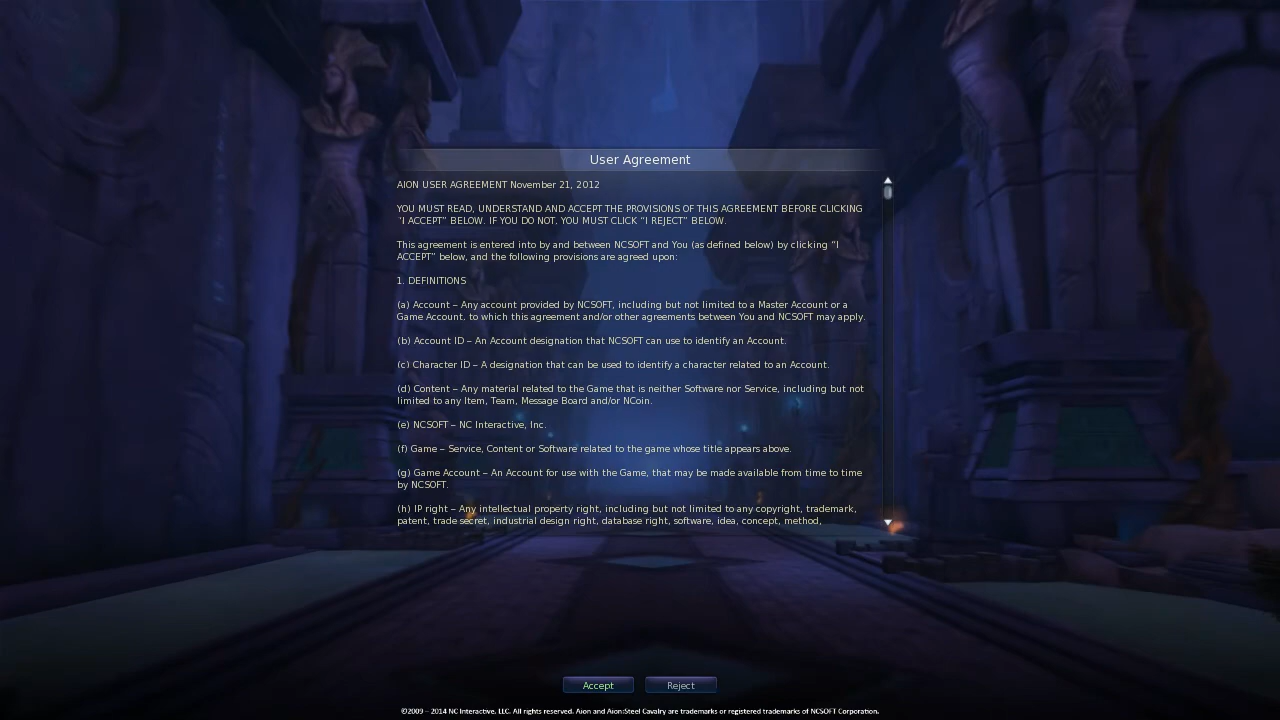 User Agreement
AION USER AGREEMENT November 21, 2012
YOU MUST READ, UNDERSTAND AND ACCEPT THE PROVISIONS OF THIS AGREEMENT BEFORE CLICKING
“I ACCEPT” BELOW. IF YOU DO NOT, YOU MUST CLICK “I REJECT” BELOW.
This agreement is entered into by and between NCSOFT and You (as defined below) by clicking “I
ACCEPT” below, and the following provisions are agreed upon:
1. DEFINITIONS
(a) Account – Any account provided by NCSOFT, including but not limited to a Master Account or a
Game Account. to which this agreement and/or other agreements between You and NCSOFT may apply.
(b) Account ID – An Account designation that NCSOFT can use to identify an Account.
(c) Character ID – A designation that can be used to identify a character related to an Account.
(d) Content – Any material related to the Game that is neither Software nor Service, including but not
limited to any Item, Team, Message Board and/or NCoin.
(e) NCSOFT – NC Interactive, Inc.
(f) Game – Service, Content or Software related to the game whose title appears above.
(g) Game Account – An Account for use with the Game, that may be made available from time to time
by NCSOFT.
(h) IP right – Any intellectual property right, including but not limited to any copyright, trademark,
patent, trade secret, industrial design right, database right, software, idea, concept, method,
Accept Reject
©2009 – 2014 NC Interactive, LLC. All rights reserved. Aion and Aion:Steel Cavalry are trademarks or registered trademarks of NCSOFT Corporation.